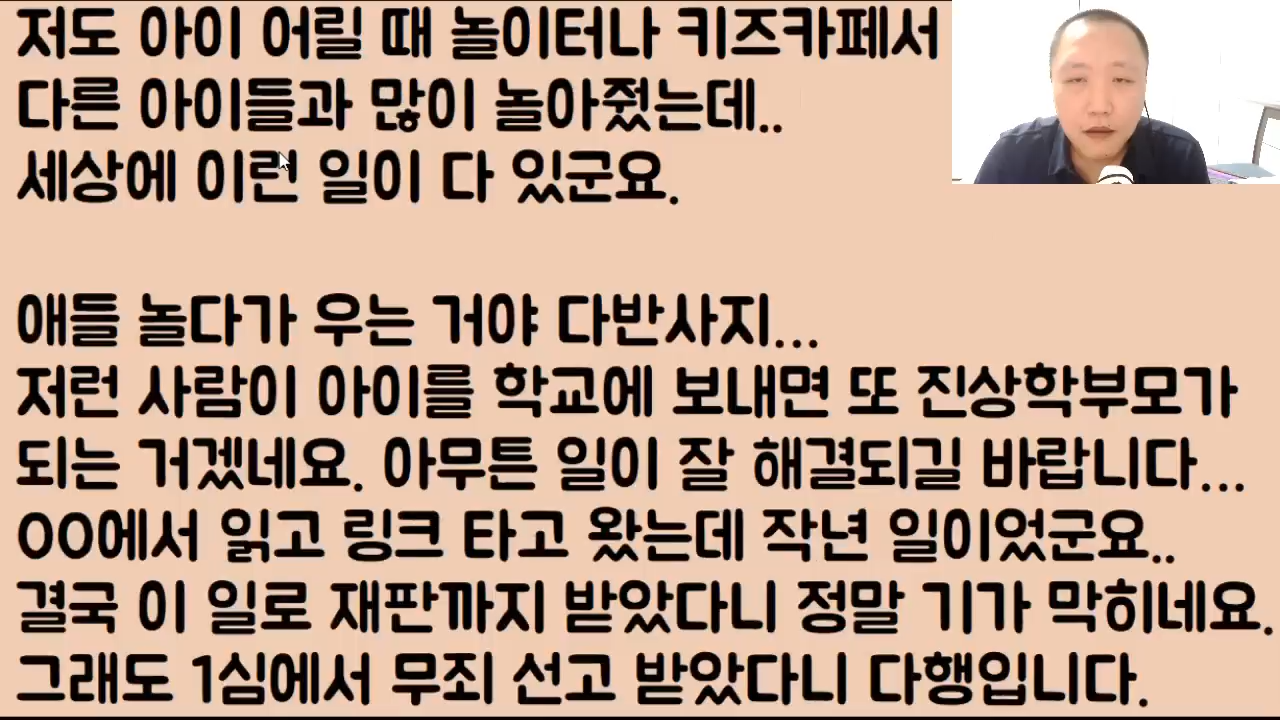 저도 아이 어릴 때 놀이터나 키즈카페서
다른 아이들과 많이 놀아줬는데..
세상에 이런 일이 다 있군요.
애들 놀다가 우는 거야 다반사지...
저런 사람이 아이를 학교에 보내면 또 진상학부모가
되는 거겠네요. 아무튼 일이 잘 해결되길 바랍니다...
OO에서 읽고 링크 타고 왔는데 작년 일이었군요..
결국 이 일로 재판까지 받았다니 정말 기가 막히네요.
그래도 1심에서 무죄 선고 받았다니 다행입니다.